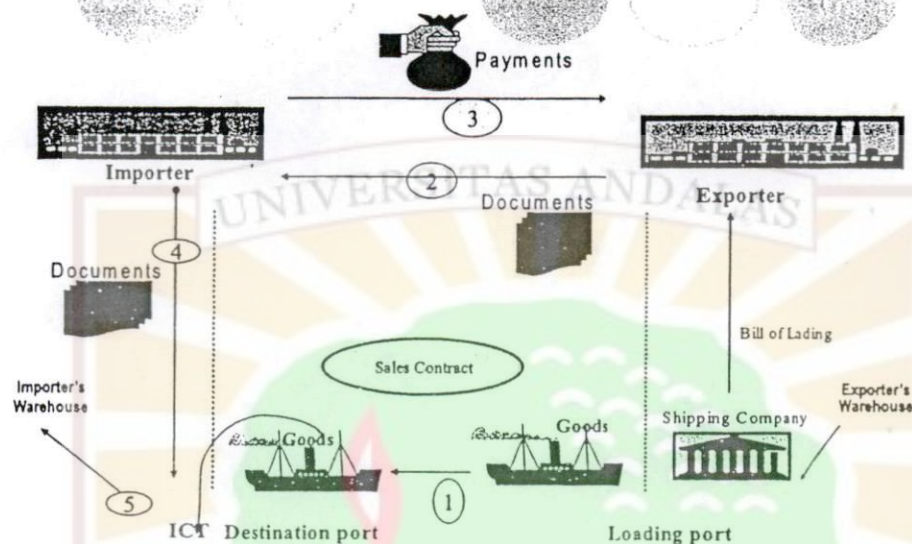 Payments
3
Importer
Exporter
2
UNIVERSITAS ANDALAS
Documents
4
Documents
Bill of Lading
Sales Contract
Importer's
Warehouse
Exporter's
Warehouse
Shipping Company
Goods
Goods
1
5
ICT Destination port
Loading port